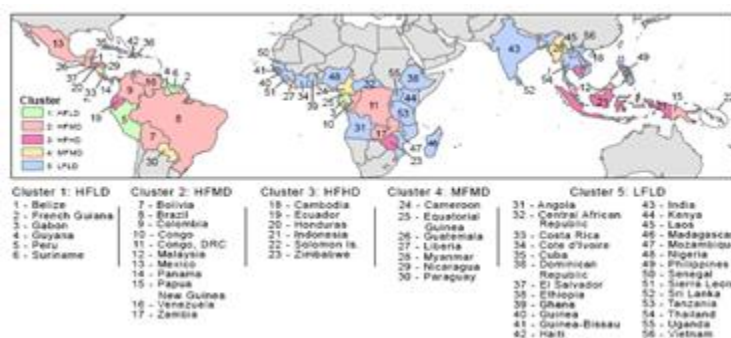 Cluster
1: HFLD
2: HFMD
3: HFHD
4: MFMD
5: LFLD
Cluster 1: HFLD
1 - Belize
2 - French Guiana
3 - Gabon
4 - Guyana
5 - Peru
6 - Suriname
Cluster 2: HFMD
7 - Bolivia
8 - Brazil
9 - Colombia
10 - Congo
11 - Congo, DRC
12 - Malaysia
13 - Mexico
14 - Panama
15 - Papua
New Guinea
16 - Venezuela
17 - Zambia
Cluster 3: HFHD
18 - Cambodia
19 - Ecuador
20 - Honduras
21 - Indonesia
22 - Solomon Is.
23 - Zimbabwe
Cluster 4: MFMD
24 - Cameroon
25 - Equatorial
Guinea
26 - Guatemala
27 - Liberia
28 - Myanmar
29 - Nicaragua
30 - Paraguay
Cluster 5: LFLD
31 - Angola
32 - Central African
Republic
33 - Costa Rica
34 - Cote d'Ivoire
35 - Cuba
36 - Dominican
Republic
37 - El Salvador
38 - Ethiopia
39 - Ghana
40 - Guinea
41 - Guinea-Bissau
42 - Haiti
43 - India
44 - Kenya
45 - Laos
46 - Madagascar
47 - Mozambique
48 - Nigeria
49 - Philippines
50 - Senegal
51 - Sierra Leon
52 - Sri Lanka
53 - Tanzania
54 - Thailand
55 - Uganda
56 - Vietnam